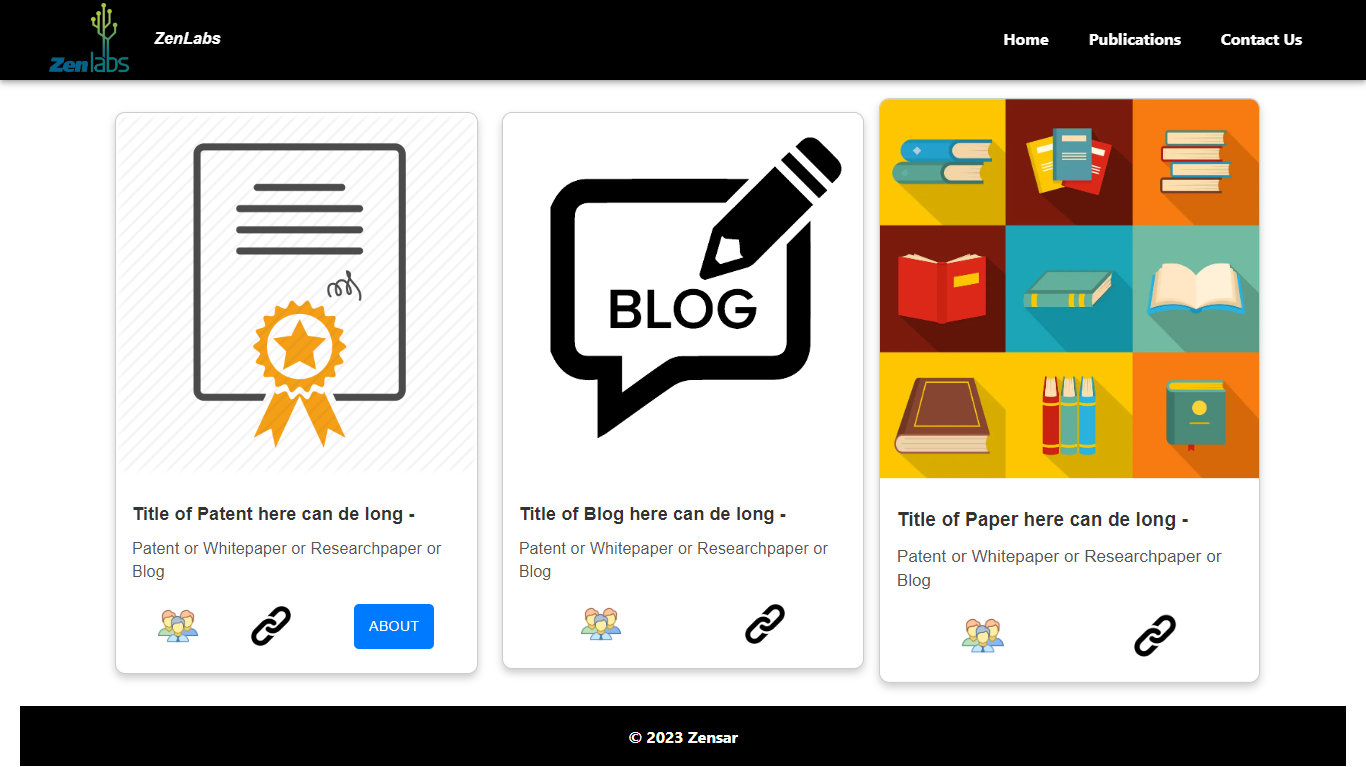 Zenlabs
ZenLabs
Home
Publications
Contact Us
BLOG
Title of Patent here can de long -
Patent or Whitepaper or Researchpaper or
Blog
ABOUT
Title of Blog here can de long -
Patent or Whitepaper or Researchpaper or
Blog
Title of Paper here can de long -
Patent or Whitepaper or Researchpaper or
Blog
© 2023 Zensar